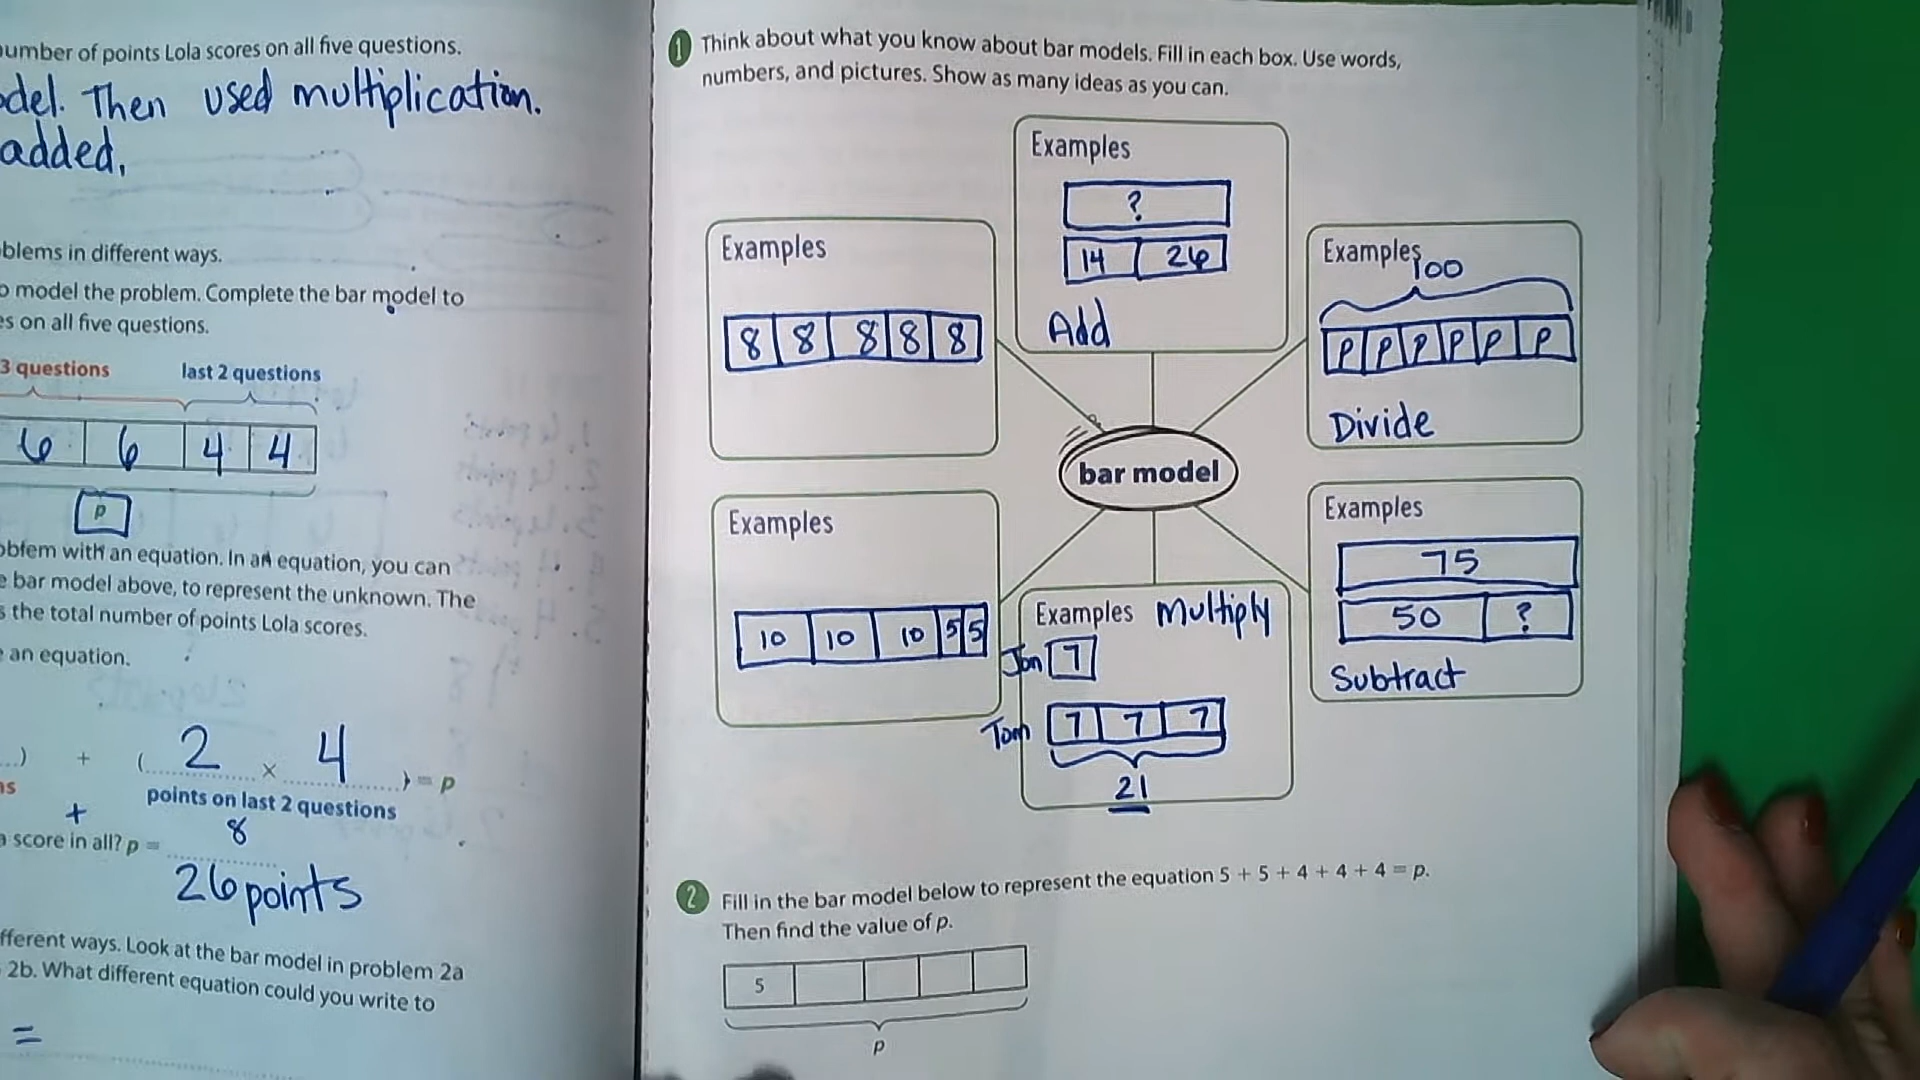 number of points Lola scores on all five questions.
Then used multiplication.
added,
problems in different ways.
model the problem. Complete the bar model to
on all five questions.
3 questions last 2 questions
6 6 4 4
p
problem with an equation. In an equation, you can
bar model above, to represent the unknown. The
the total number of points Lola scores.
an equation.
) + ( 2 × 4 ) = p
points on last 2 questions
+ 8
score in all? p =
26 points
different ways. Look at the bar model in problem 2a
2b. What different equation could you write to
=
1 Think about what you know about bar models. Fill in each box. Use words,
numbers, and pictures. Show as many ideas as you can.
Examples
?
14 26
Add
Examples
8 8 8 8 8
Examples
100
p p p p p p
Divide
bar model
Examples
10 10 10 5 5
Examples Multiply
Jon 7
Tom 7 7 7
21
Examples
75
50 ?
Subtract
2 Fill in the bar model below to represent the equation 5 + 5 + 4 + 4 + 4 = p.
Then find the value of p.
5
p